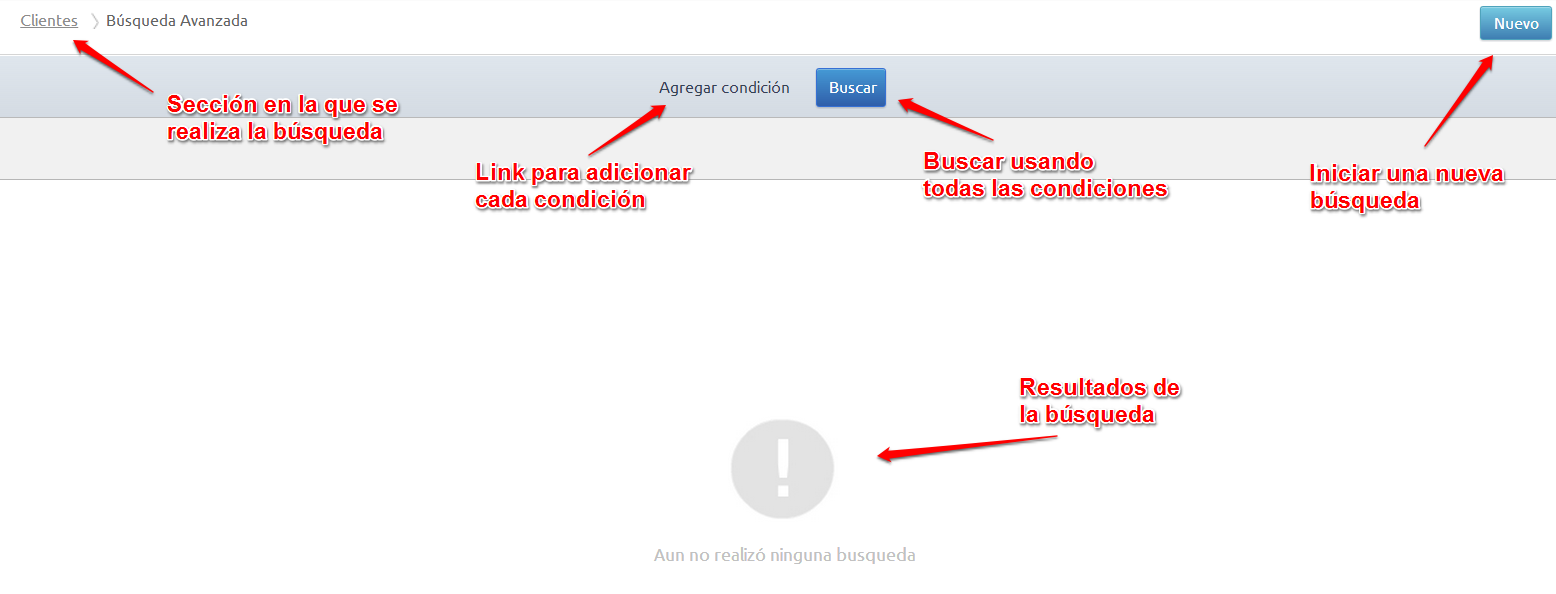 Clientes Búsqueda Avanzada
Nuevo
Agregar condición
Buscar
Sección en la que se
realiza la búsqueda
Link para adicionar
cada condición
Buscar usando
todas las condiciones
Iniciar una nueva
búsqueda
Resultados de
la búsqueda
!
Aun no realizó ninguna busqueda